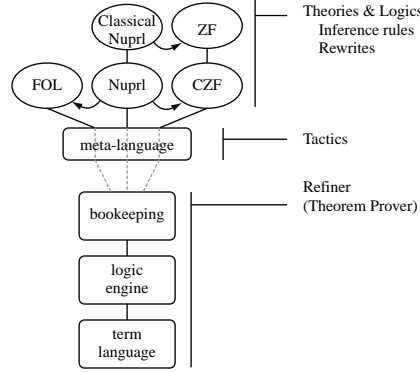 Classical
Nuprl
ZF
FOL
Nuprl
CZF
meta-language
bookeeping
logic
engine
term
language
Theories & Logics
Inference rules
Rewrites
Tactics
Refiner
(Theorem Prover)